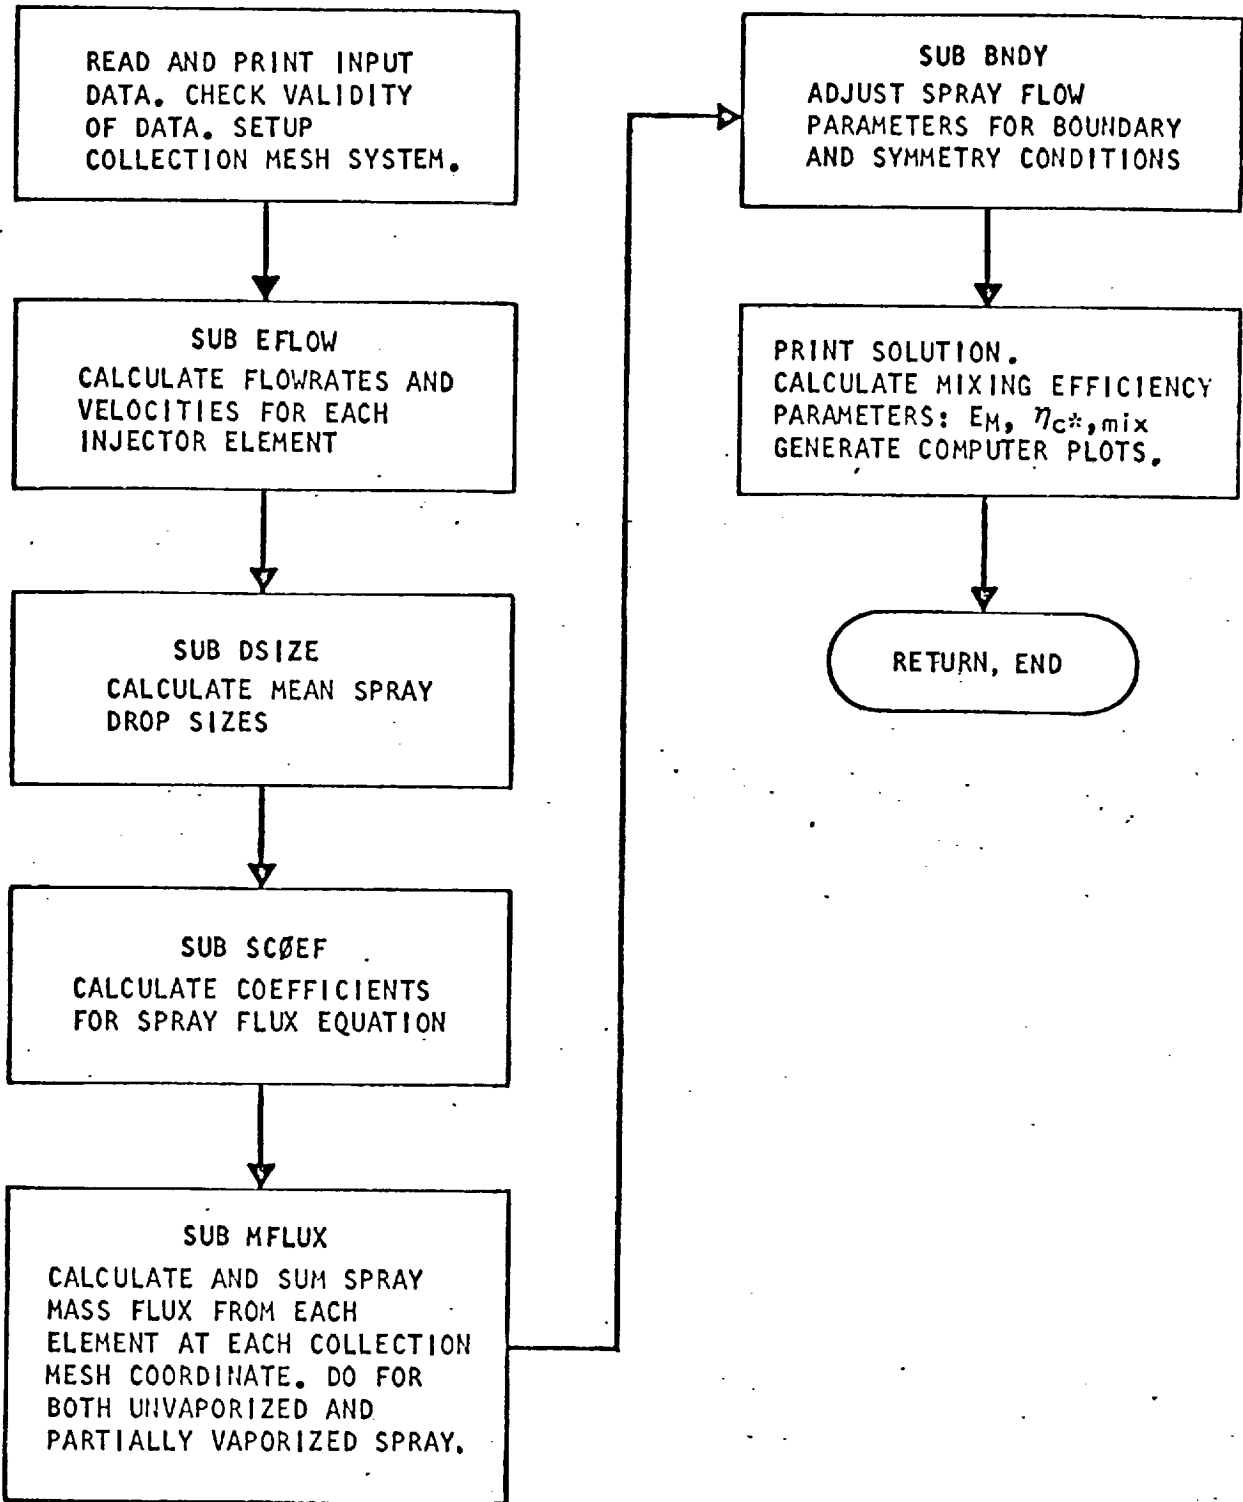 READ AND PRINT INPUT
DATA. CHECK VALIDITY
OF DATA. SETUP
COLLECTION MESH SYSTEM.
SUB EFLOW
CALCULATE FLOWRATES AND
VELOCITIES FOR EACH
INJECTOR ELEMENT
SUB DSIZE
CALCULATE MEAN SPRAY
DROP SIZES
SUB SCØEF
CALCULATE COEFFICIENTS
FOR SPRAY FLUX EQUATION
SUB MFLUX
CALCULATE AND SUM SPRAY
MASS FLUX FROM EACH
ELEMENT AT EACH COLLECTION
MESH COORDINATE. DO FOR
BOTH UNVAPORIZED AND
PARTIALLY VAPORIZED SPRAY.
SUB BNDY
ADJUST SPRAY FLOW
PARAMETERS FOR BOUNDARY
AND SYMMETRY CONDITIONS
PRINT SOLUTION.
CALCULATE MIXING EFFICIENCY
PARAMETERS: EM, ηc*,mix
GENERATE COMPUTER PLOTS.
RETURN, END